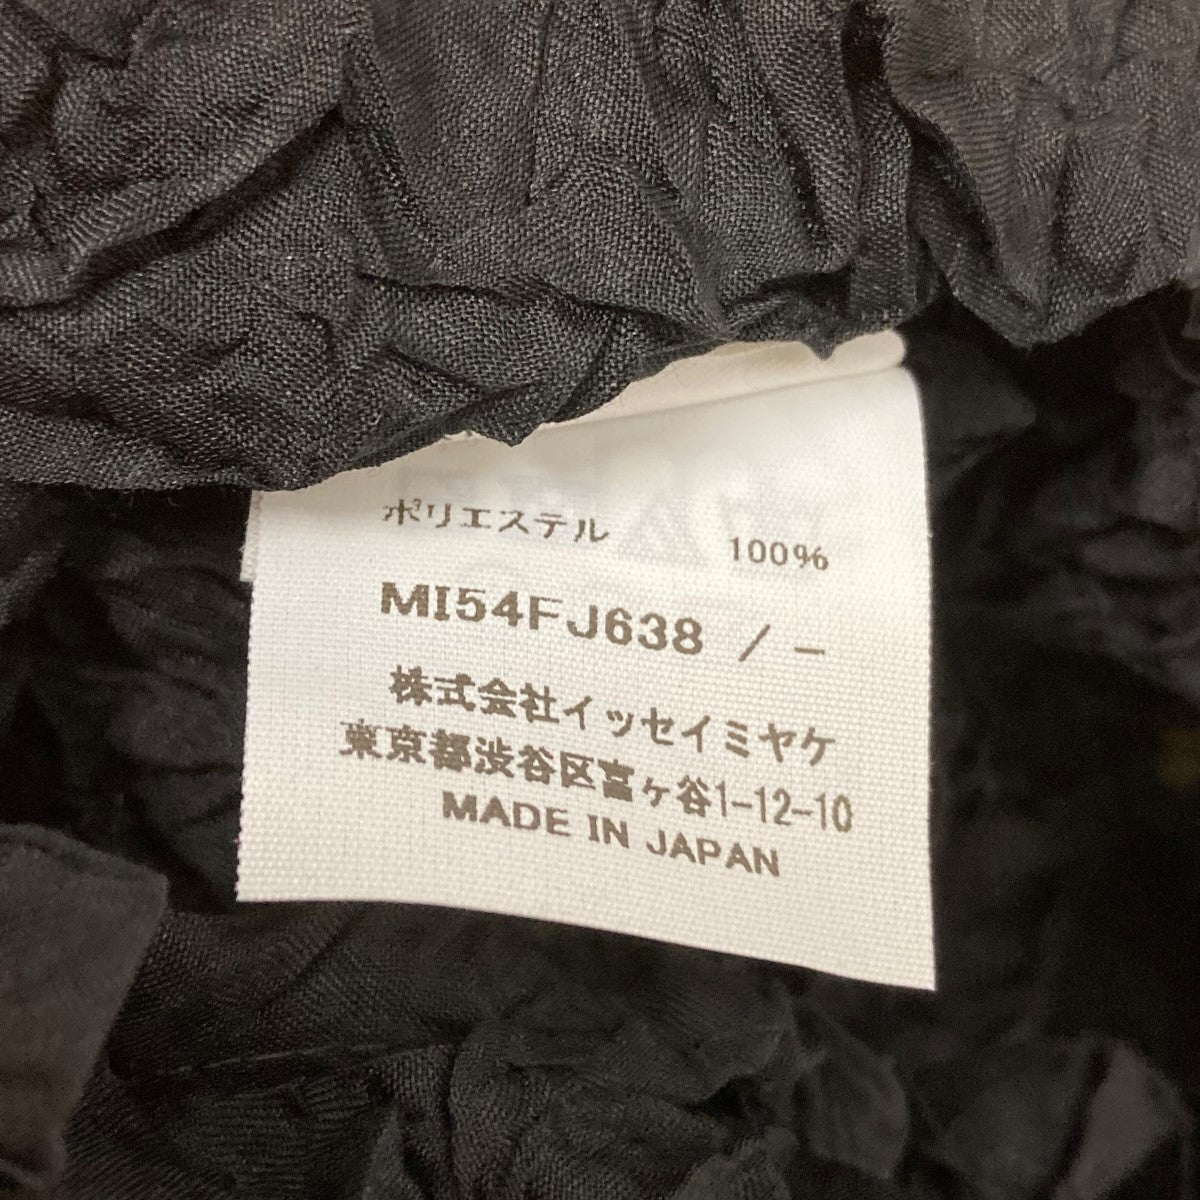 ポリエステル 100%
MI54FJ638 / -
株式会社イッセイミヤケ
東京都渋谷区富ヶ谷1-12-10
MADE IN JAPAN